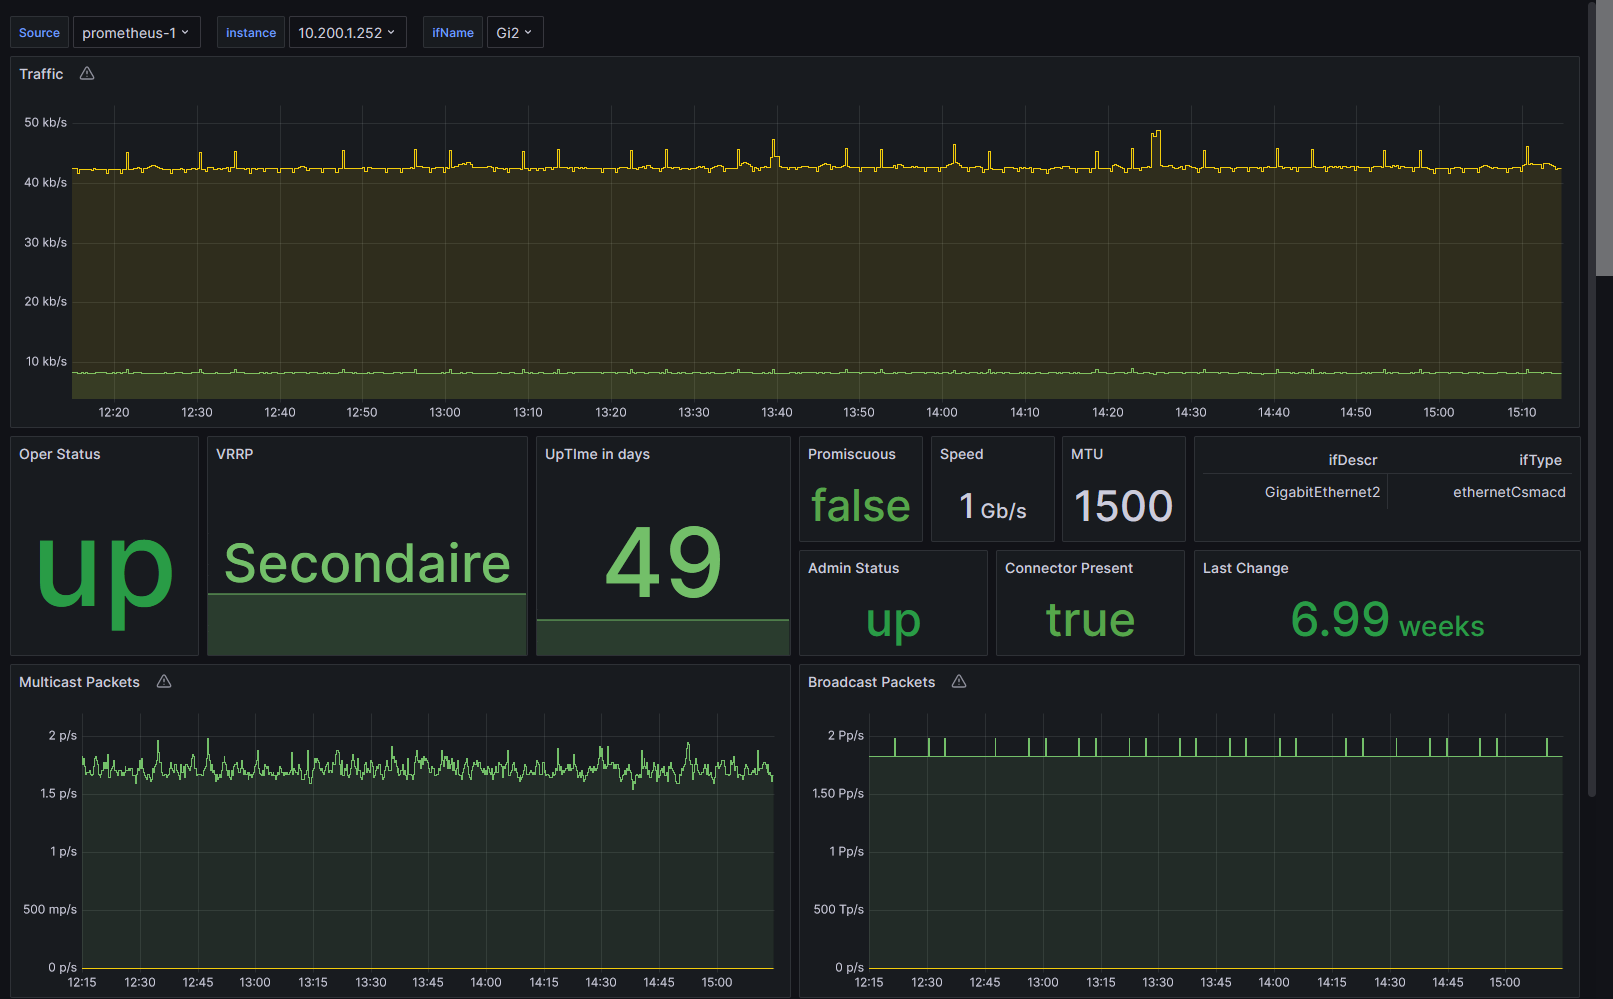 Source prometheus-1 instance 10.200.1.252 ifName Gi2
Traffic
50 kb/s
40 kb/s
30 kb/s
20 kb/s
10 kb/s
12:20 12:30 12:40 12:50 13:00 13:10 13:20 13:30 13:40 13:50 14:00 14:10 14:20 14:30 14:40 14:50 15:00 15:10
Oper Status
up
VRRP
Secondaire
UpTIme in days
49
Promiscuous
false
Speed
1 Gb/s
MTU
1500
ifDescr ifType
GigabitEthernet2 ethernetCsmacd
Admin Status
up
Connector Present
true
Last Change
6.99 weeks
Multicast Packets
2 p/s
1.5 p/s
1 p/s
500 mp/s
0 p/s
12:15 12:30 12:45 13:00 13:15 13:30 13:45 14:00 14:15 14:30 14:45 15:00
Broadcast Packets
2 Pp/s
1.50 Pp/s
1 Pp/s
500 Tp/s
0 p/s
12:15 12:30 12:45 13:00 13:15 13:30 13:45 14:00 14:15 14:30 14:45 15:00